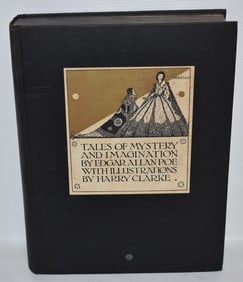 TALES OF MYSTERY
AND IMAGINATION
BY EDGAR ALLAN POE
WITH ILLUSTRATIONS
BY HARRY CLARKE